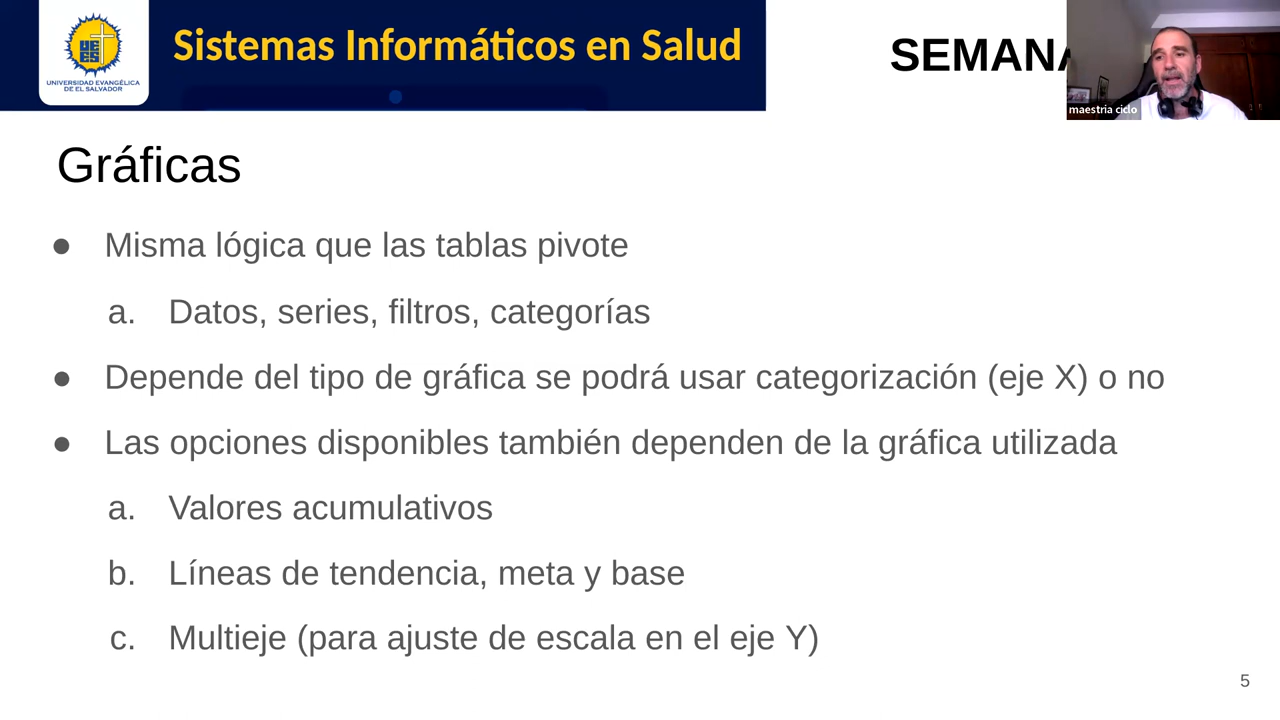 Sistemas Informáticos en Salud
UEES
UNIVERSIDAD EVANGÉLICA
DE EL SALVADOR
maestria ciclo
Gráficas
● Misma lógica que las tablas pivote
a. Datos, series, filtros, categorías
● Depende del tipo de gráfica se podrá usar categorización (eje X) o no
● Las opciones disponibles también dependen de la gráfica utilizada
a. Valores acumulativos
b. Líneas de tendencia, meta y base
c. Multieje (para ajuste de escala en el eje Y)
5